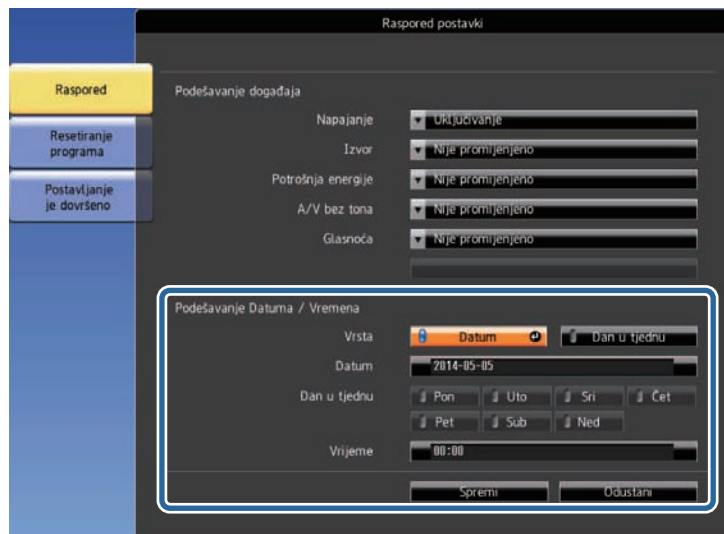 Raspored postavki
Raspored
Resetiranje
programa
Postavljanje
je dovršeno
Podešavanje događaja
Napajanje Uključivanje
Izvor Nije promijenjeno
Potrošnja energije Nije promijenjeno
A/V bez tona Nije promijenjeno
Glasnoća Nije promijenjeno
Podešavanje Datuma / Vremena
Vrsta Datum Dan u tjednu
Datum 2014-05-05
Dan u tjednu Pon Uto Sri Čet
Pet Sub Ned
Vrijeme 00:00
Spremi Odustani